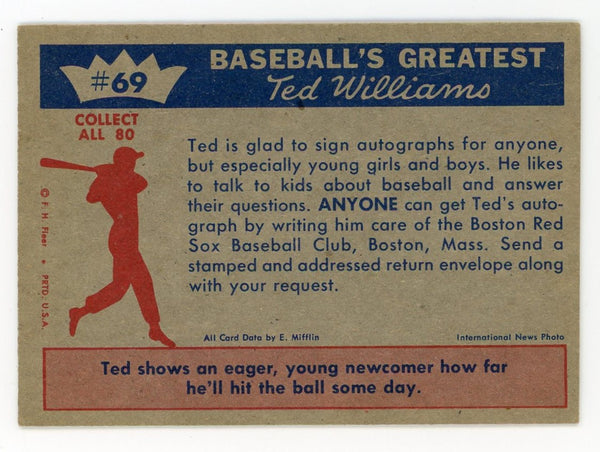 #69
BASEBALL'S GREATEST
Ted Williams
COLLECT
ALL 80
Ted is glad to sign autographs for anyone,
but especially young girls and boys. He likes
to talk to kids about baseball and answer
their questions. ANYONE can get Ted's auto-
graph by writing him care of the Boston Red
Sox Baseball Club, Boston, Mass. Send a
stamped and addressed return envelope along
with your request.
© F. H. Fleer • PRTD: U.S.A.
All Card Data by E. Mifflin
International News Photo
Ted shows an eager, young newcomer how far
he'll hit the ball some day.